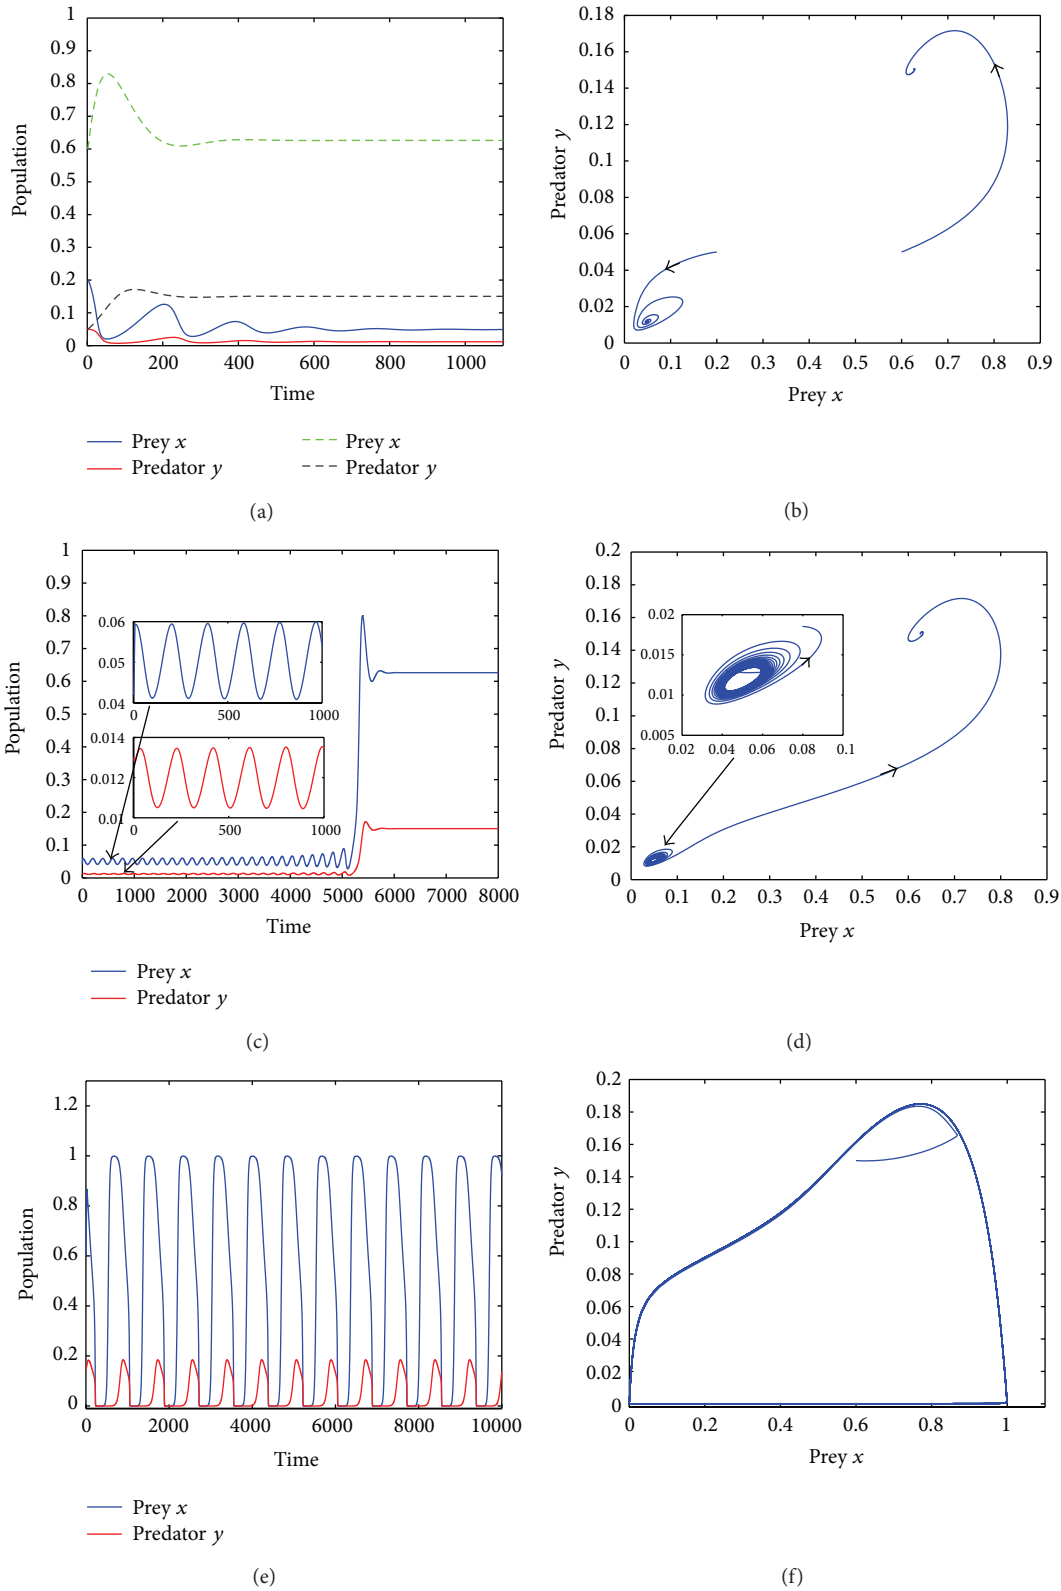 1
0.9
0.8
0.7
0.6
0.5
0.4
0.3
0.2
0.1
0
Population
0 200 400 600 800 1000
Time
Prey x
Predator y
Prey x
Predator y
(a)
0.18
0.16
0.14
0.12
0.1
0.08
0.06
0.04
0.02
0
Predator y
0 0.1 0.2 0.3 0.4 0.5 0.6 0.7 0.8 0.9
Prey x
(b)
1
0.9
0.8
0.7
0.6
0.5
0.4
0.3
0.2
0.1
0
Population
0.06
0.05
0.04
0 500 1000
0.014
0.012
0.01
0 500 1000
0 1000 2000 3000 4000 5000 6000 7000 8000
Time
Prey x
Predator y
(c)
0.2
0.18
0.16
0.14
0.12
0.1
0.08
0.06
0.04
0.02
0
Predator y
0.02
0.015
0.01
0.005
0.02 0.04 0.06 0.08 0.1
0 0.1 0.2 0.3 0.4 0.5 0.6 0.7 0.8 0.9
Prey x
(d)
1.2
1
0.8
0.6
0.4
0.2
0
Population
0 2000 4000 6000 8000 10000
Time
Prey x
Predator y
(e)
0.2
0.18
0.16
0.14
0.12
0.1
0.08
0.06
0.04
0.02
0
Predator y
0 0.2 0.4 0.6 0.8 1
Prey x
(f)